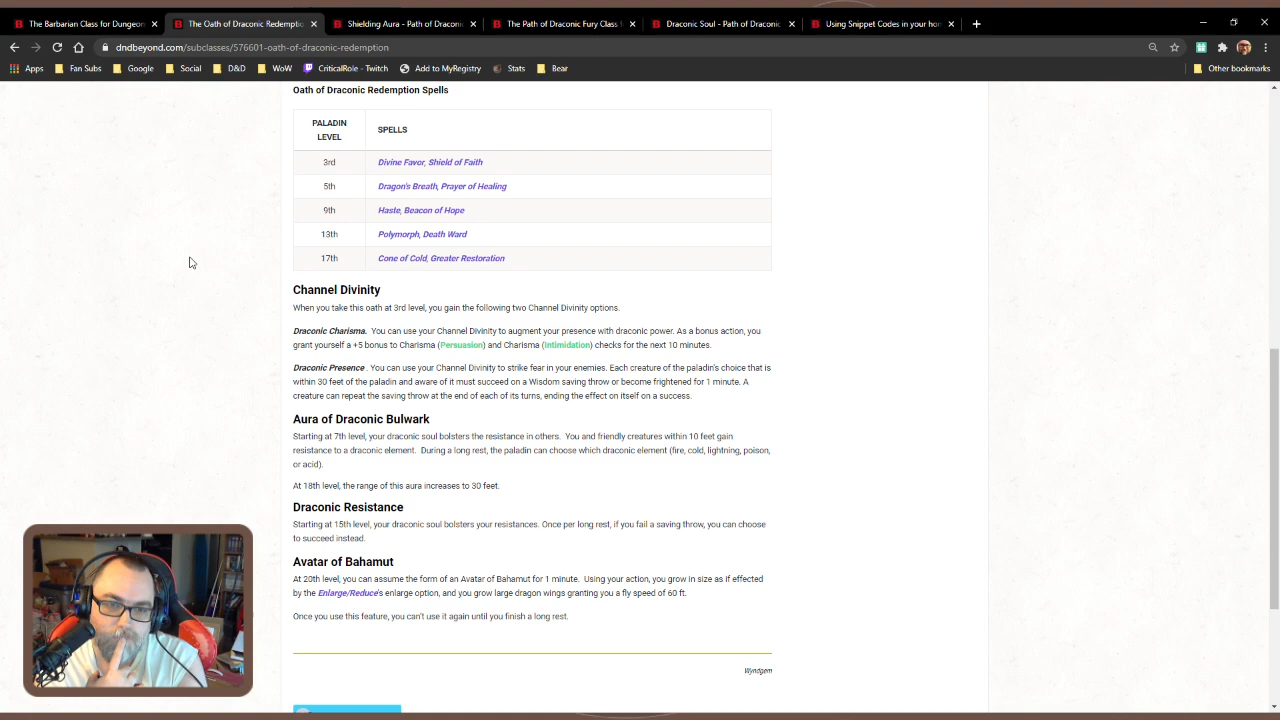 The Barbarian Class for Dungeon
The Oath of Draconic Redemptio
Shielding Aura - Path of Draconi
The Path of Draconic Fury Class f
Draconic Soul - Path of Draconic
Using Snippet Codes in your hon
dndbeyond.com/subclasses/576601-oath-of-draconic-redemption
Apps
Fan Subs
Google
Social
D&D
WoW
CriticalRole - Twitch
Add to MyRegistry
Stats
Bear
Other bookmarks
Oath of Draconic Redemption Spells
PALADIN
LEVEL
SPELLS
3rd
Divine Favor, Shield of Faith
5th
Dragon's Breath, Prayer of Healing
9th
Haste, Beacon of Hope
13th
Polymorph, Death Ward
17th
Cone of Cold, Greater Restoration
Channel Divinity
When you take this oath at 3rd level, you gain the following two Channel Divinity options.
Draconic Charisma. You can use your Channel Divinity to augment your presence with draconic power. As a bonus action, you
grant yourself a +5 bonus to Charisma (Persuasion) and Charisma (Intimidation) checks for the next 10 minutes.
Draconic Presence . You can use your Channel Divinity to strike fear in your enemies. Each creature of the paladin's choice that is
within 30 feet of the paladin and aware of it must succeed on a Wisdom saving throw or become frightened for 1 minute. A
creature can repeat the saving throw at the end of each of its turns, ending the effect on itself on a success.
Aura of Draconic Bulwark
Starting at 7th level, your draconic soul bolsters the resistance in others. You and friendly creatures within 10 feet gain
resistance to a draconic element. During a long rest, the paladin can choose which draconic element (fire, cold, lightning, poison,
or acid).
At 18th level, the range of this aura increases to 30 feet.
Draconic Resistance
Starting at 15th level, your draconic soul bolsters your resistances. Once per long rest, if you fail a saving throw, you can choose
to succeed instead.
Avatar of Bahamut
At 20th level, you can assume the form of an Avatar of Bahamut for 1 minute. Using your action, you grow in size as if effected
by the Enlarge/Reduce's enlarge option, and you grow large dragon wings granting you a fly speed of 60 ft.
Once you use this feature, you can't use it again until you finish a long rest.
Wyndgem